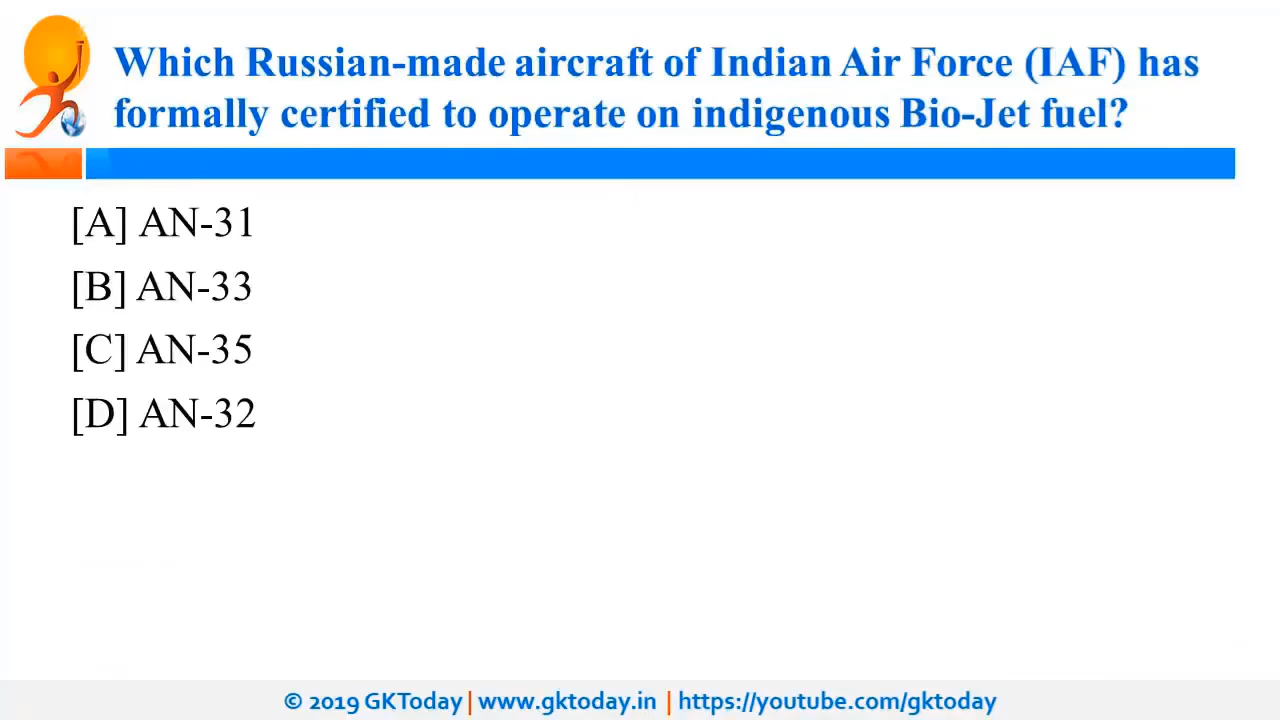 Which Russian-made aircraft of Indian Air Force (IAF) has
formally certified to operate on indigenous Bio-Jet fuel?
[A] AN-31
[B] AN-33
[C] AN-35
[D] AN-32
© 2019 GKToday | www.gktoday.in | https://youtube.com/gktoday